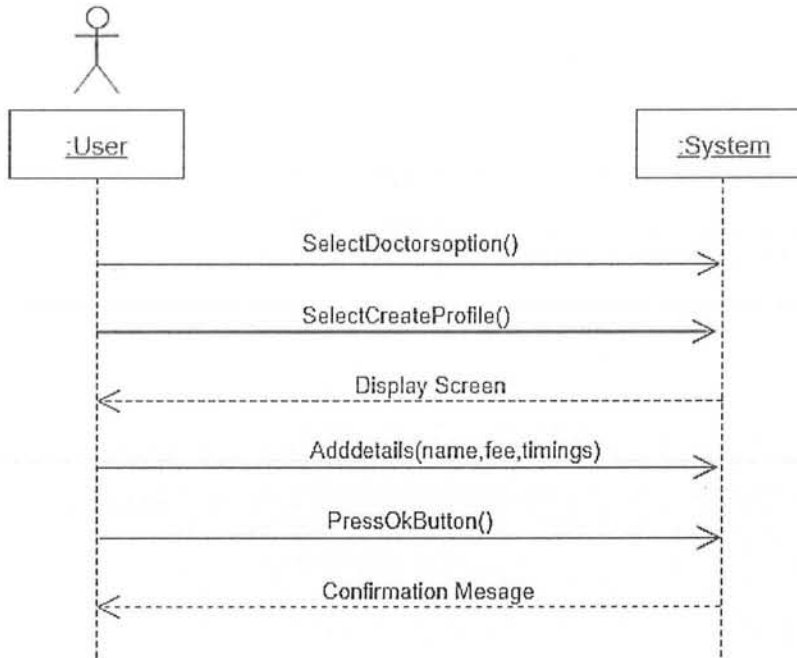 :User
:System
SelectDoctorsoption()
SelectCreateProfile()
Display Screen
Adddetails(name,fee,timings)
PressOkButton()
Confirmation Mesage